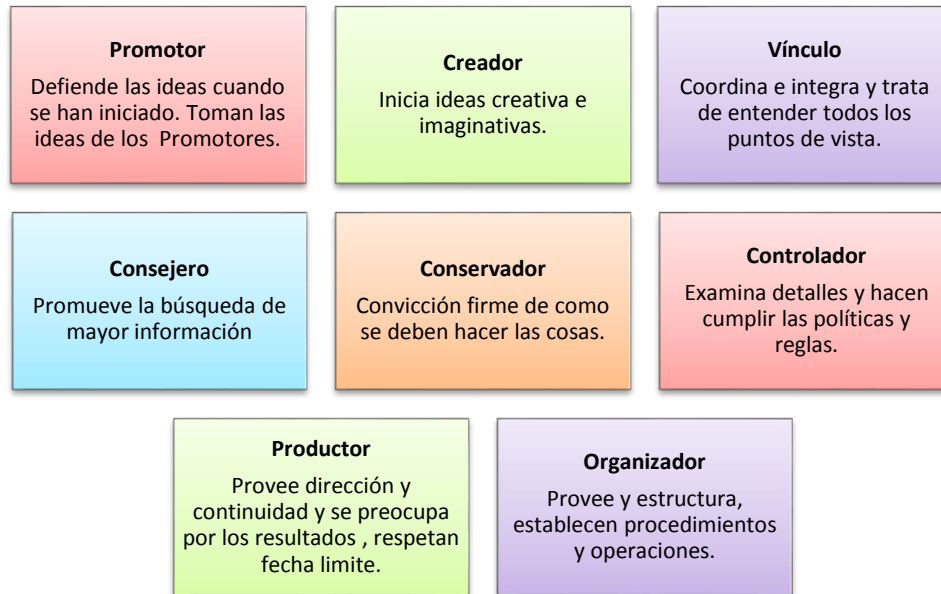 Promotor
Defiende las ideas cuando
se han iniciado. Toman las
ideas de los Promotores.
Creador
Inicia ideas creativa e
imaginativas.
Vínculo
Coordina e integra y trata
de entender todos los
puntos de vista.
Consejero
Promueve la búsqueda de
mayor información
Conservador
Convicción firme de como
se deben hacer las cosas.
Controlador
Examina detalles y hacen
cumplir las políticas y
reglas.
Productor
Provee dirección y
continuidad y se preocupa
por los resultados , respetan
fecha limite.
Organizador
Provee y estructura,
establecen procedimientos
y operaciones.